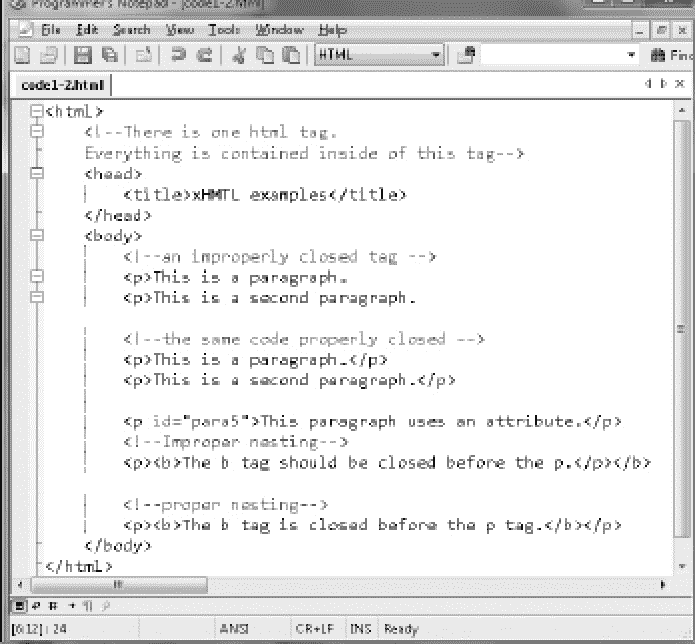 Programmer's Notepad - [code1-2.html]
File Edit Search View Tools Window Help
HTML Find
code1-2.html
<html>
<!--There is one html tag.
Everything is contained inside of this tag-->
<head>
<title>xHMTL examples</title>
</head>
<body>
<!--an improperly closed tag -->
<p>This is a paragraph.
<p>This is a second paragraph.
<!--the same code properly closed -->
<p>This is a paragraph.</p>
<p>This is a second paragraph.</p>
<p id="para5">This paragraph uses an attribute.</p>
<!--Improper nesting-->
<p><b>The b tag should be closed before the p.</p></b>
<!--proper nesting-->
<p><b>The b tag is closed before the p tag.</b></p>
</body>
</html>
[6:12] : 24 ANSI CR+LF INS Ready